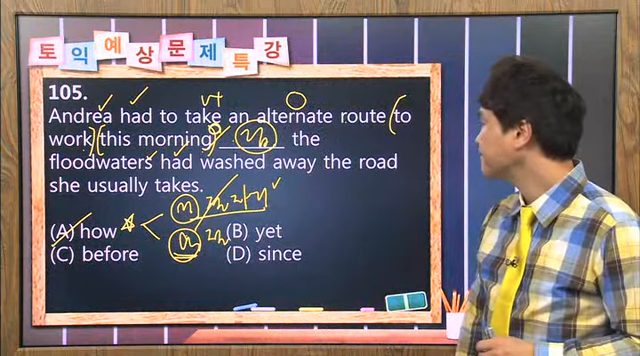 토익예상문제특강
105.
Andrea had to take an alternate route to
work this morning ______ the
floodwaters had washed away the road
she usually takes.
(A) how (B) yet
(C) before (D) since